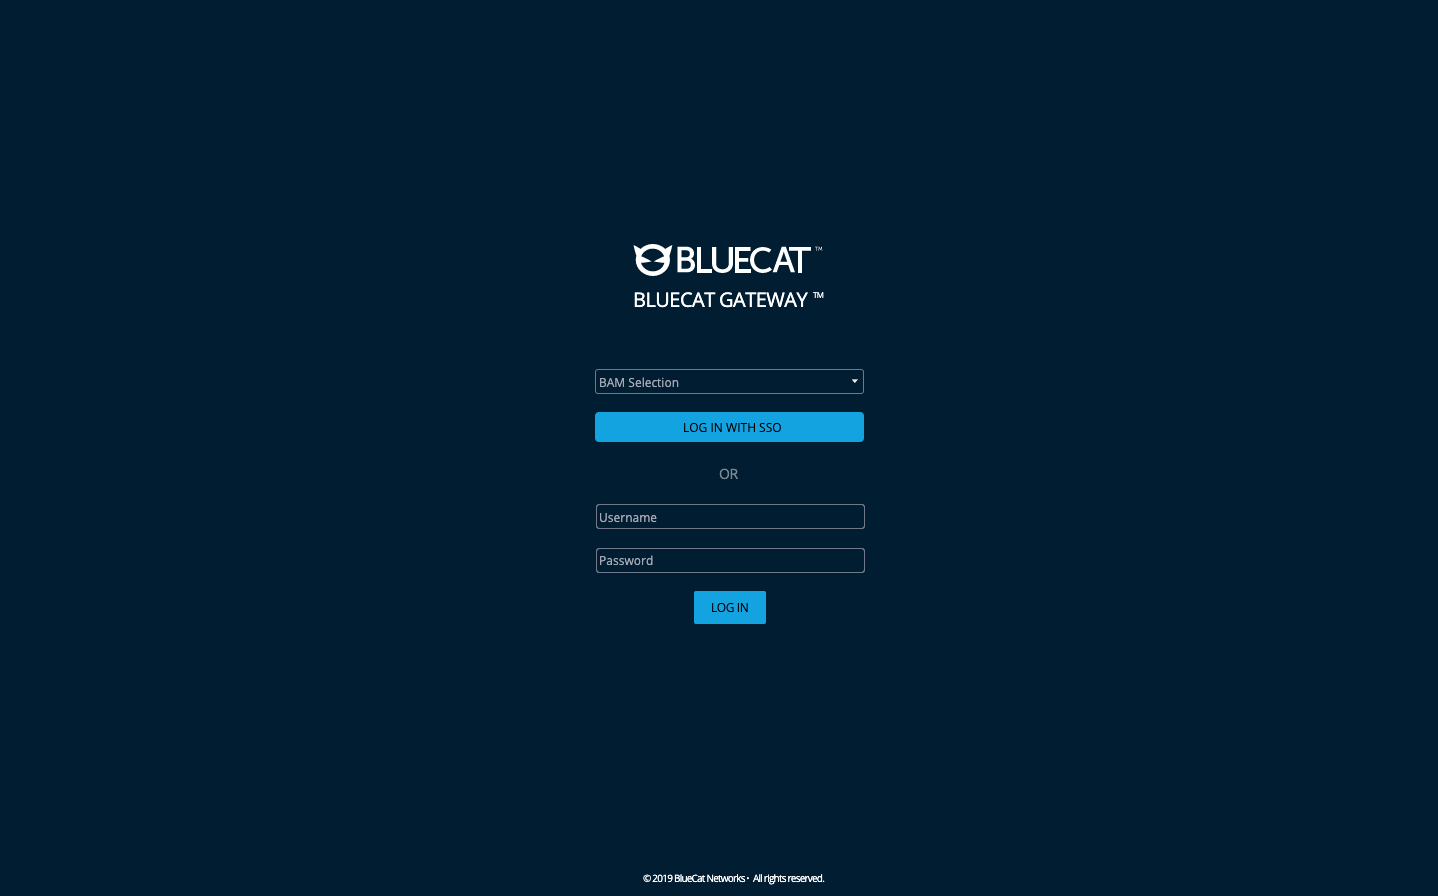 BLUECAT™
BLUECAT GATEWAY ™
BAM Selection
LOG IN WITH SSO
OR
Username
Password
LOG IN
© 2019 BlueCat Networks • All rights reserved.